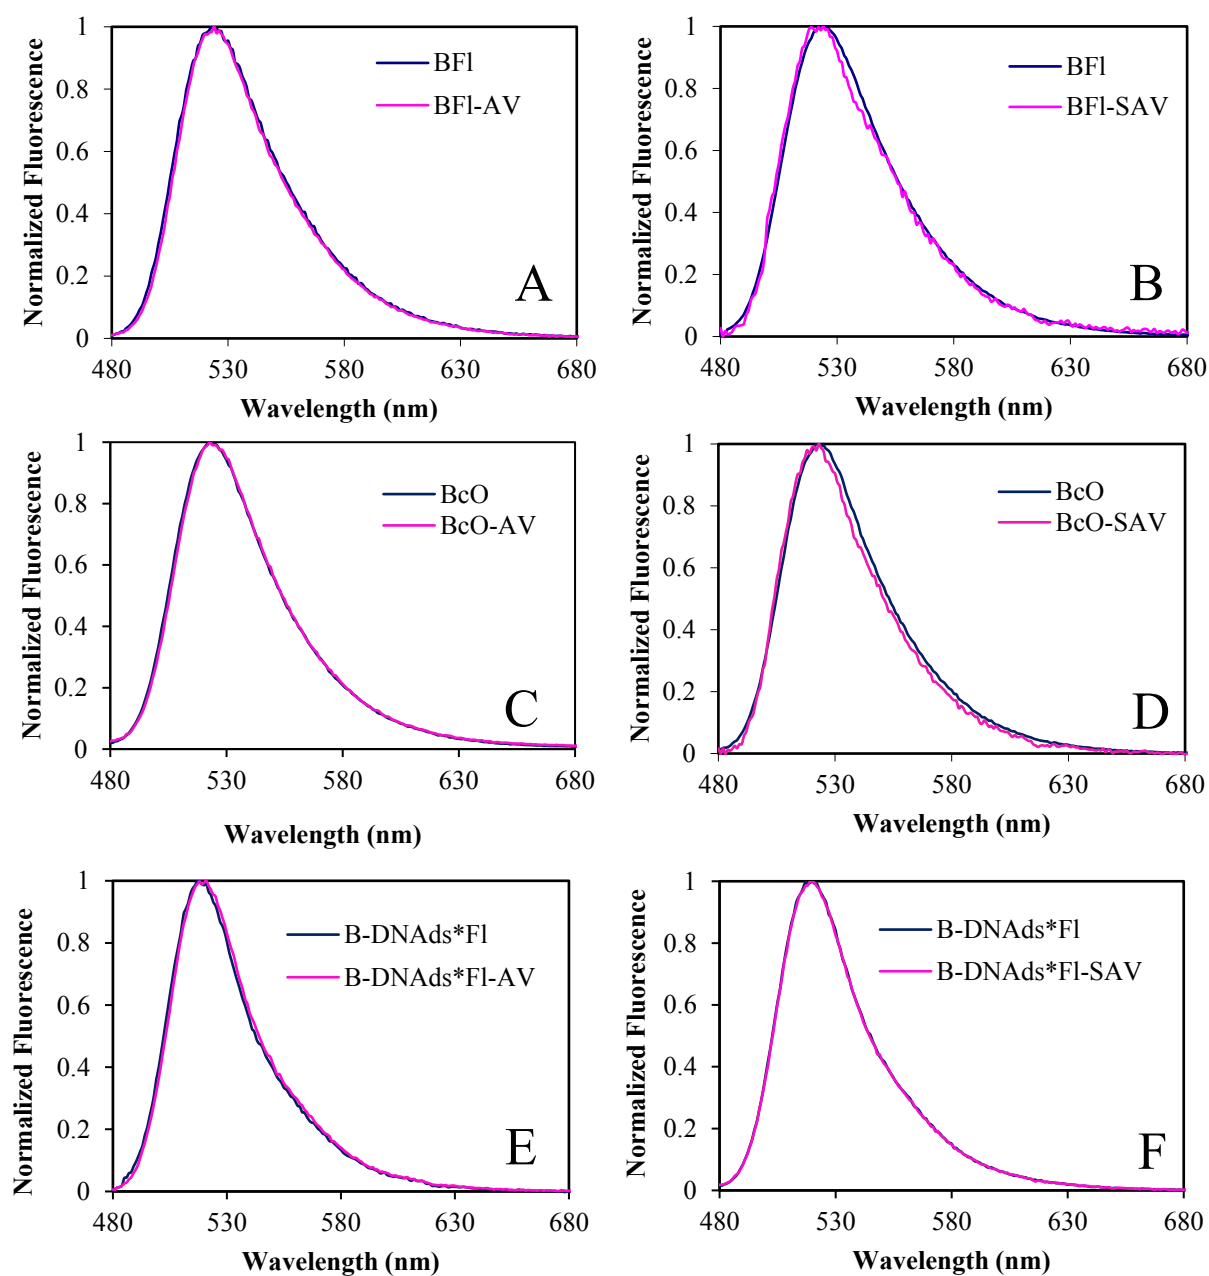 Normalized Fluorescence
1
0.8
0.6
0.4
0.2
0
BFl
BFl-AV
A
480 530 580 630 680
Wavelength (nm)
Normalized Fluorescence
1
0.8
0.6
0.4
0.2
0
BFl
BFl-SAV
B
480 530 580 630 680
Wavelength (nm)
Normalized Fluorescence
1
0.8
0.6
0.4
0.2
0
BcO
BcO-AV
C
480 530 580 630 680
Wavelength (nm)
Normalized Fluorescence
1
0.8
0.6
0.4
0.2
0
BcO
BcO-SAV
D
480 530 580 630 680
Wavelength (nm)
Normalized Fluorescence
1
0.8
0.6
0.4
0.2
0
B-DNAds*Fl
B-DNAds*Fl-AV
E
480 530 580 630 680
Wavelength (nm)
Normalized Fluorescence
1
0.8
0.6
0.4
0.2
0
B-DNAds*Fl
B-DNAds*Fl-SAV
F
480 530 580 630 680
Wavelength (nm)